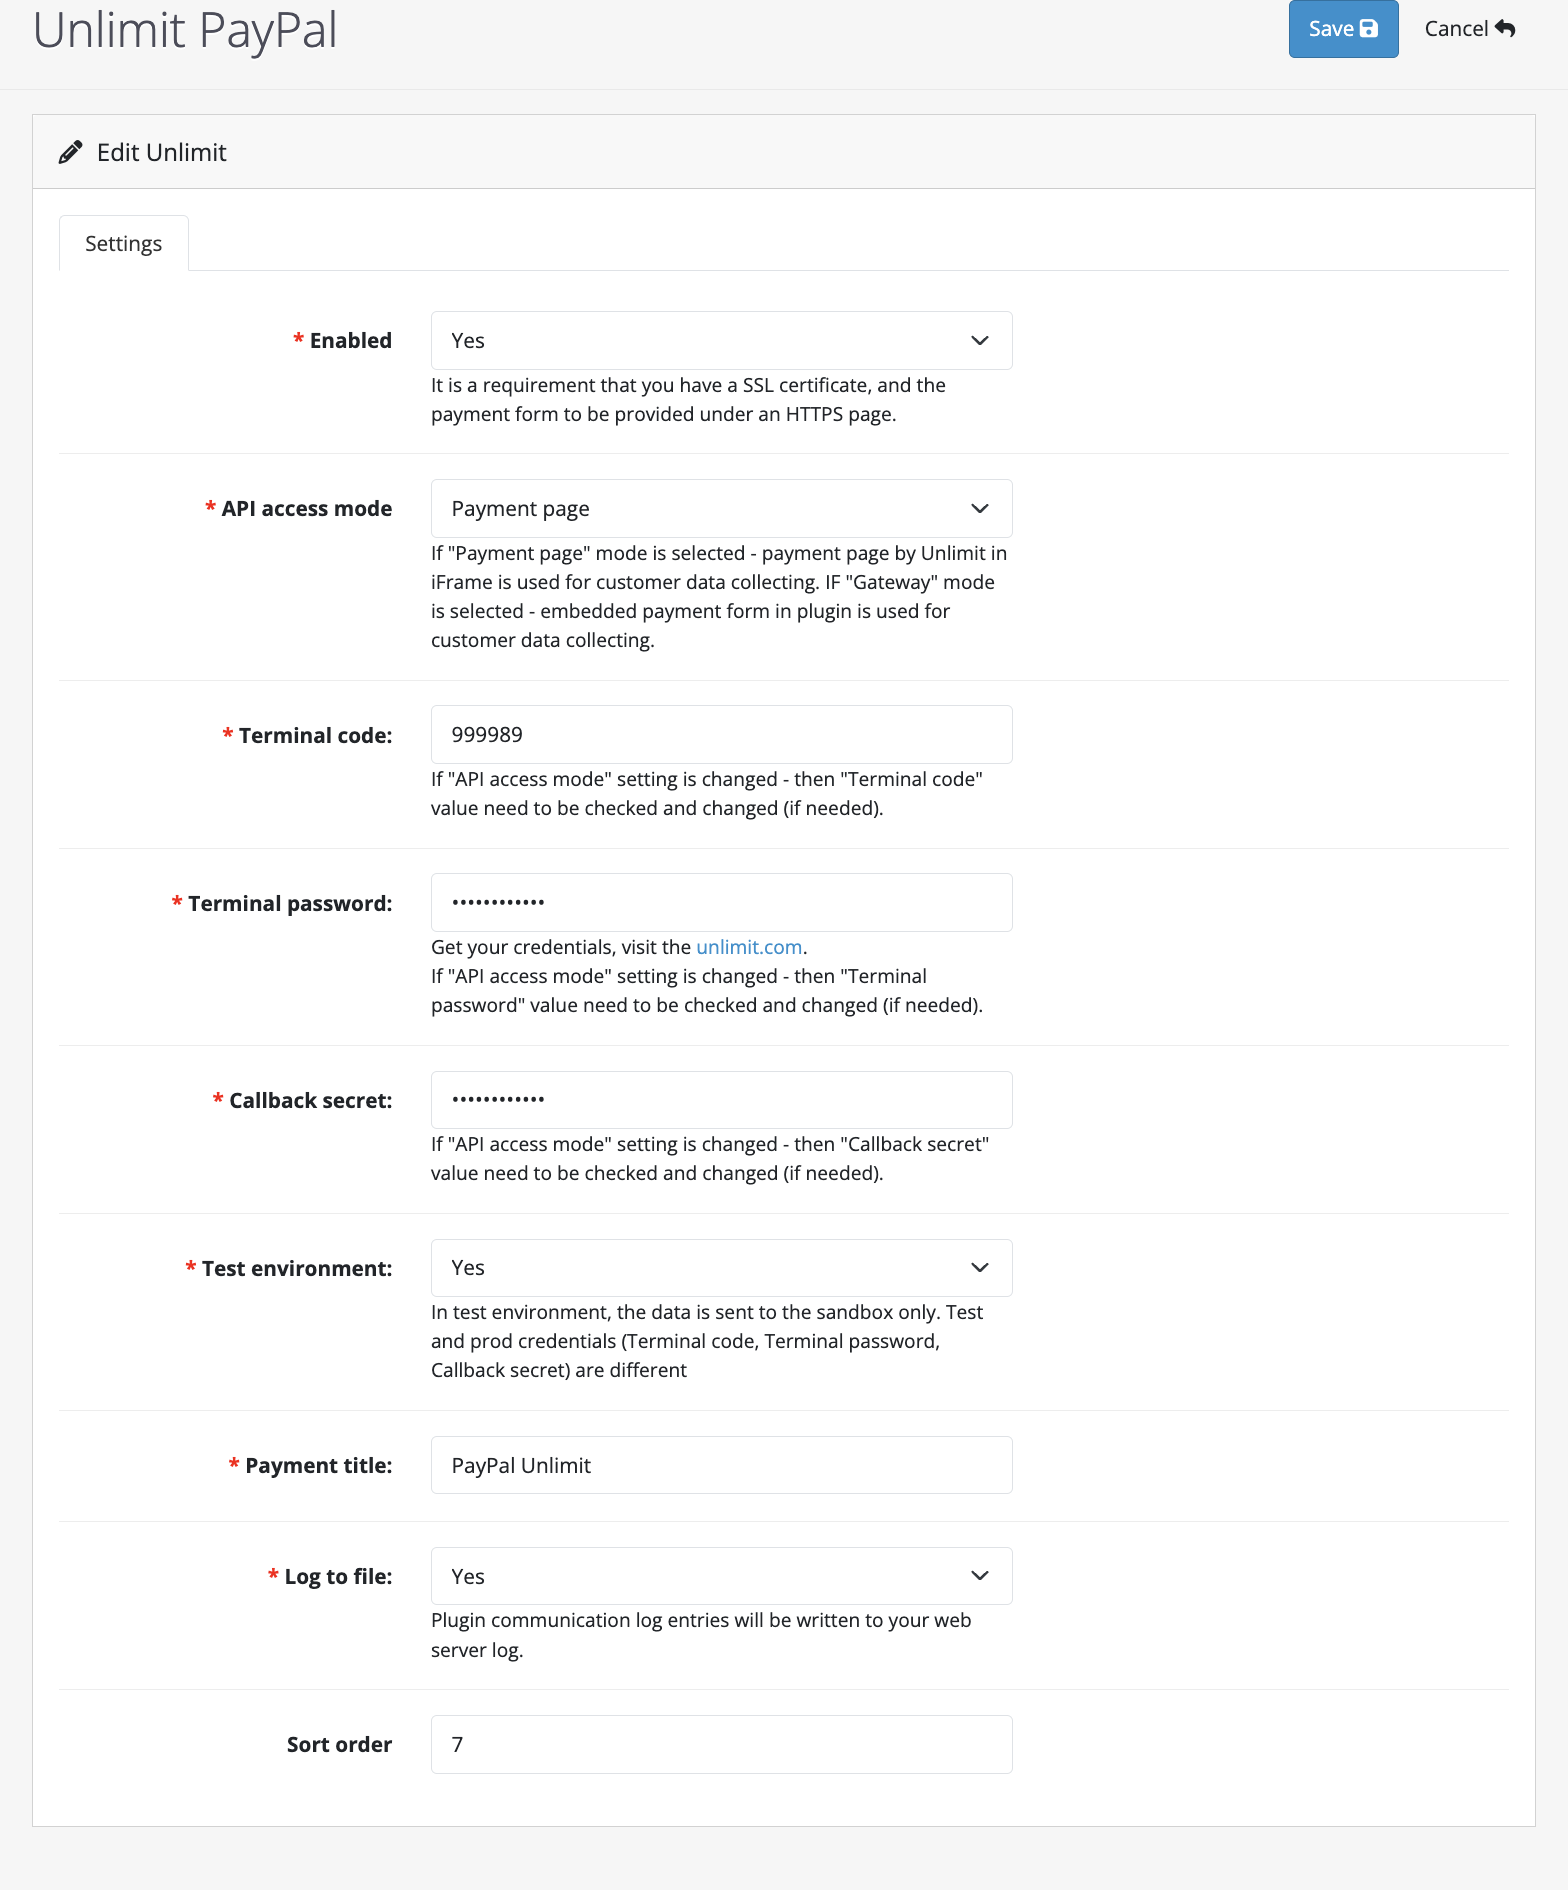 Unlimit PayPal
Save
Cancel
Edit Unlimit
Settings
* Enabled
Yes
It is a requirement that you have a SSL certificate, and the
payment form to be provided under an HTTPS page.
* API access mode
Payment page
If "Payment page" mode is selected - payment page by Unlimit in
iFrame is used for customer data collecting. IF "Gateway" mode
is selected - embedded payment form in plugin is used for
customer data collecting.
* Terminal code:
999989
If "API access mode" setting is changed - then "Terminal code"
value need to be checked and changed (if needed).
* Terminal password:
••••••••••••
Get your credentials, visit the unlimit.com.
If "API access mode" setting is changed - then "Terminal
password" value need to be checked and changed (if needed).
* Callback secret:
••••••••••••
If "API access mode" setting is changed - then "Callback secret"
value need to be checked and changed (if needed).
* Test environment:
Yes
In test environment, the data is sent to the sandbox only. Test
and prod credentials (Terminal code, Terminal password,
Callback secret) are different
* Payment title:
PayPal Unlimit
* Log to file:
Yes
Plugin communication log entries will be written to your web
server log.
Sort order
7